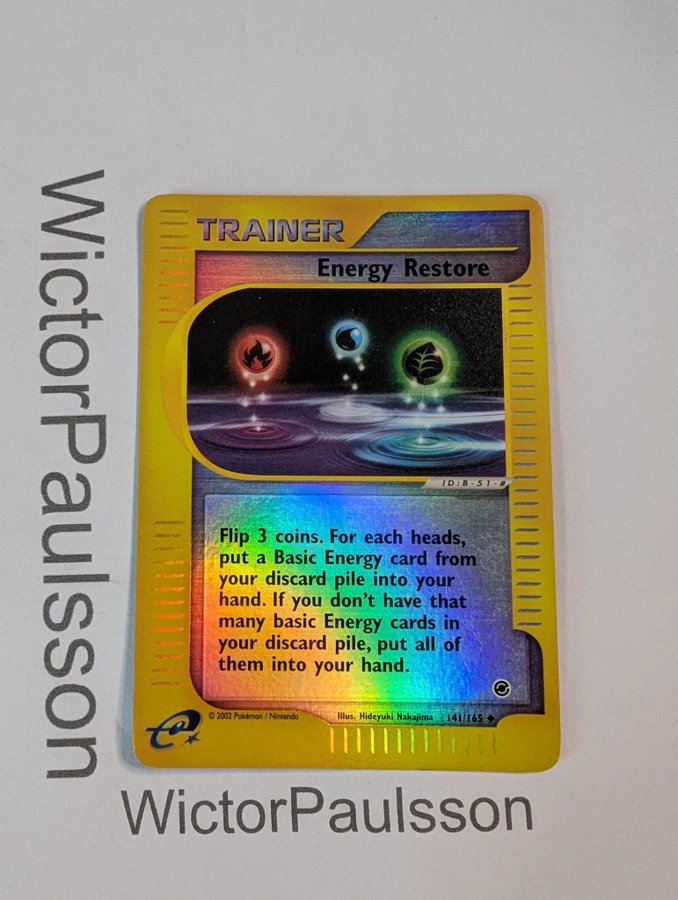 WictorPaulsson
TRAINER
Energy Restore
ID:B-51-#
Flip 3 coins. For each heads,
put a Basic Energy card from
your discard pile into your
hand. If you don't have that
many basic Energy cards in
your discard pile, put all of
them into your hand.
e
© 2002 Pokémon / Nintendo
Illus. Hideyuki Nakajima
141/165 ◆
WictorPaulsson